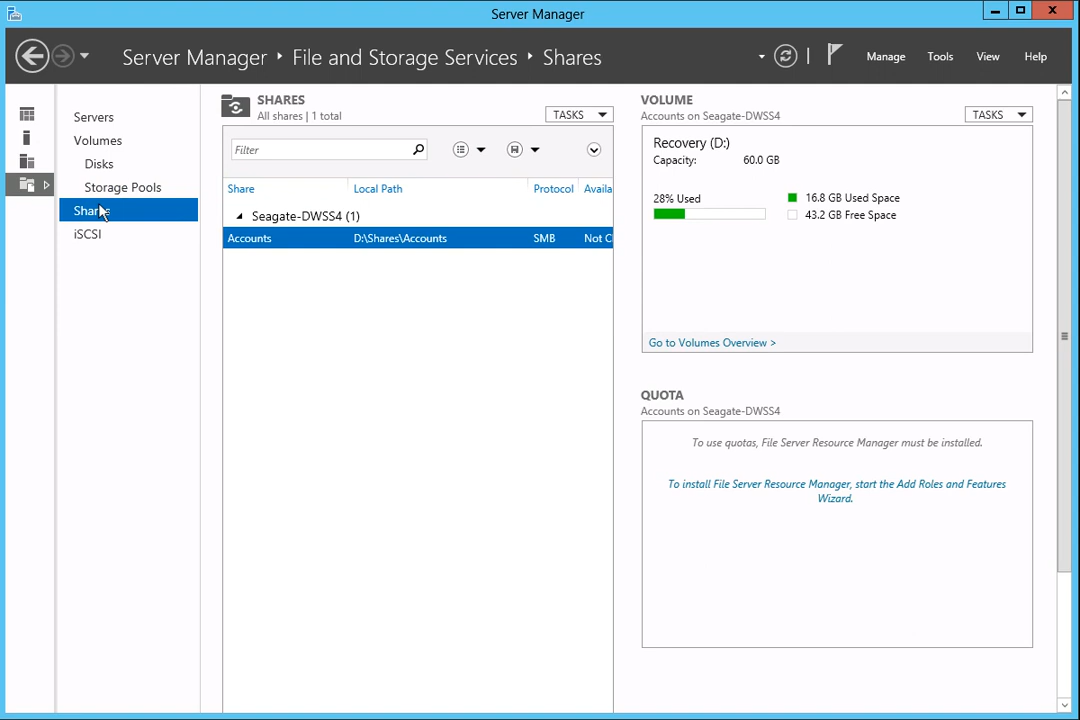 Server Manager
Server Manager ‣ File and Storage Services ‣ Shares
Manage Tools View Help
Servers
Volumes
Disks
Storage Pools
Shares
iSCSI
SHARES
All shares | 1 total
TASKS
Filter
Share Local Path Protocol Availa
Seagate-DWSS4 (1)
Accounts D:\Shares\Accounts SMB Not Cl
VOLUME
Accounts on Seagate-DWSS4
TASKS
Recovery (D:)
Capacity: 60.0 GB
28% Used
16.8 GB Used Space
43.2 GB Free Space
Go to Volumes Overview >
QUOTA
Accounts on Seagate-DWSS4
To use quotas, File Server Resource Manager must be installed.
To install File Server Resource Manager, start the Add Roles and Features
Wizard.